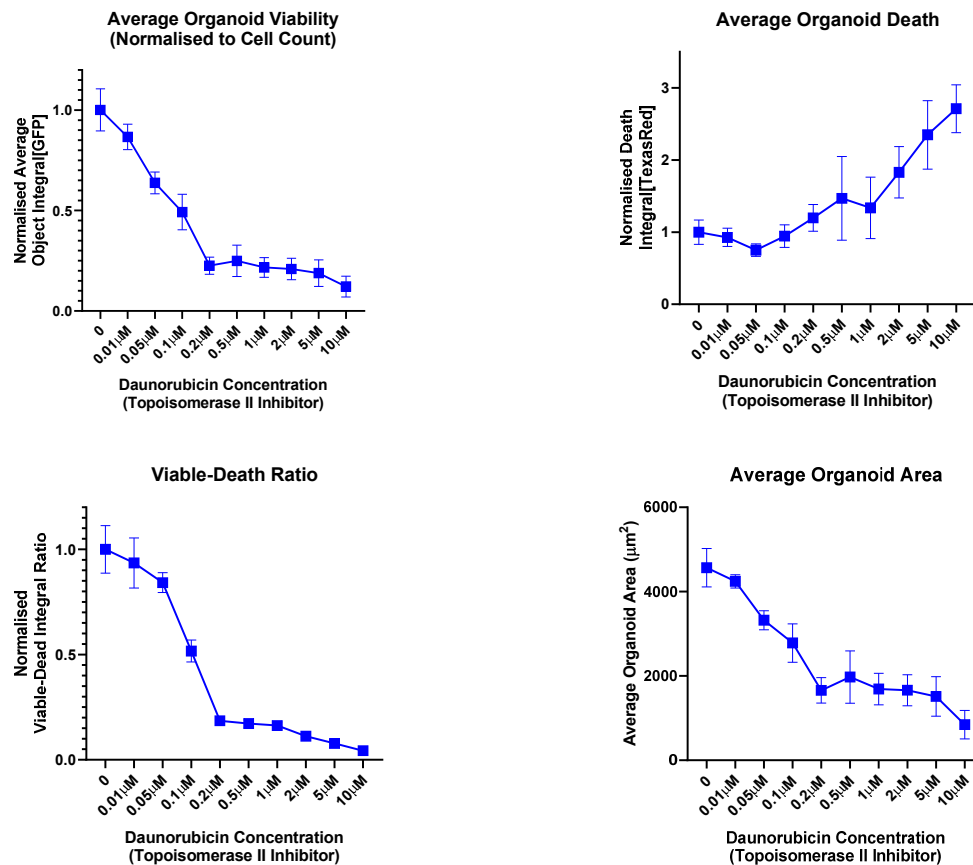 Average Organoid Viability
(Normalised to Cell Count)
Normalised Average
Object Integral[GFP]
1.0
0.5
0.0
0
0.01μM
0.05μM
0.1μM
0.2μM
0.5μM
1μM
2μM
5μM
10μM
Daunorubicin Concentration
(Topoisomerase II Inhibitor)
Average Organoid Death
Normalised Death
Integral[TexasRed]
3
2
1
0
0
0.01μM
0.05μM
0.1μM
0.2μM
0.5μM
1μM
2μM
5μM
10μM
Daunorubicin Concentration
(Topoisomerase II Inhibitor)
Viable-Death Ratio
Normalised
Viable-Dead Integral Ratio
1.0
0.5
0.0
0
0.01μM
0.05μM
0.1μM
0.2μM
0.5μM
1μM
2μM
5μM
10μM
Daunorubicin Concentration
(Topoisomerase II Inhibitor)
Average Organoid Area
Average Organoid Area (μm²)
6000
4000
2000
0
0
0.01μM
0.05μM
0.1μM
0.2μM
0.5μM
1μM
2μM
5μM
10μM
Daunorubicin Concentration
(Topoisomerase II Inhibitor)